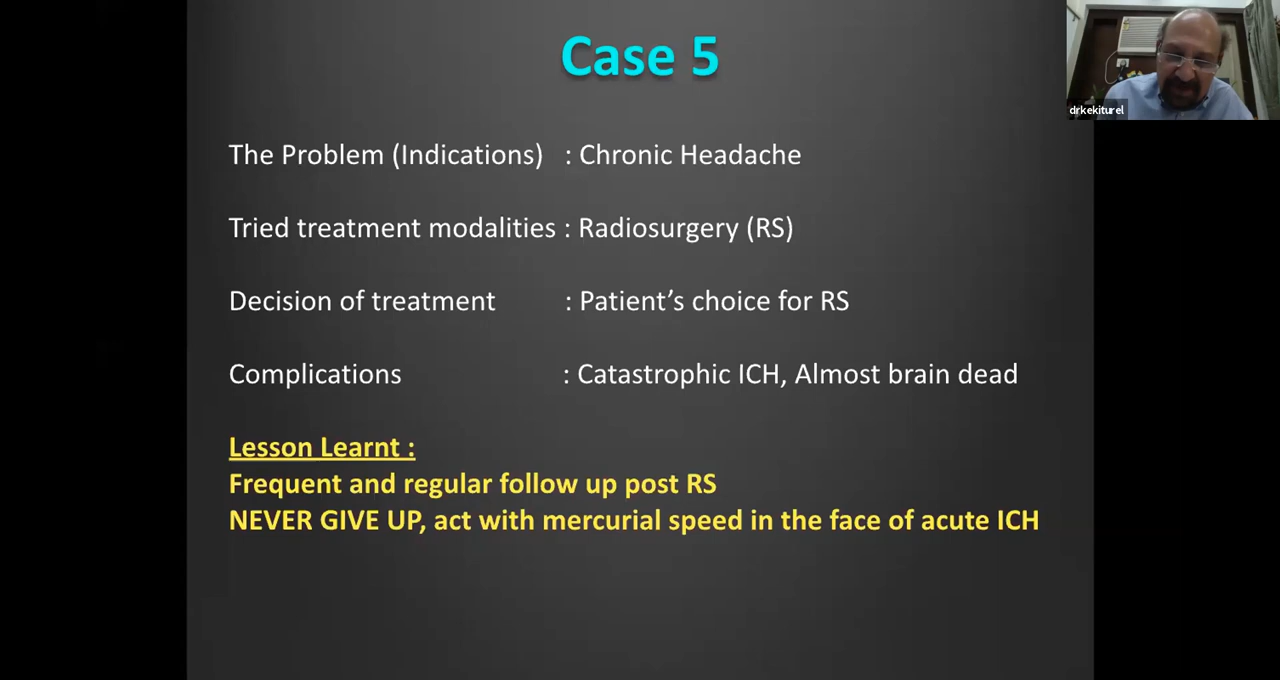 Case 5
drkekiturel
The Problem (Indications) : Chronic Headache
Tried treatment modalities : Radiosurgery (RS)
Decision of treatment : Patient’s choice for RS
Complications : Catastrophic ICH, Almost brain dead
Lesson Learnt :
Frequent and regular follow up post RS
NEVER GIVE UP, act with mercurial speed in the face of acute ICH